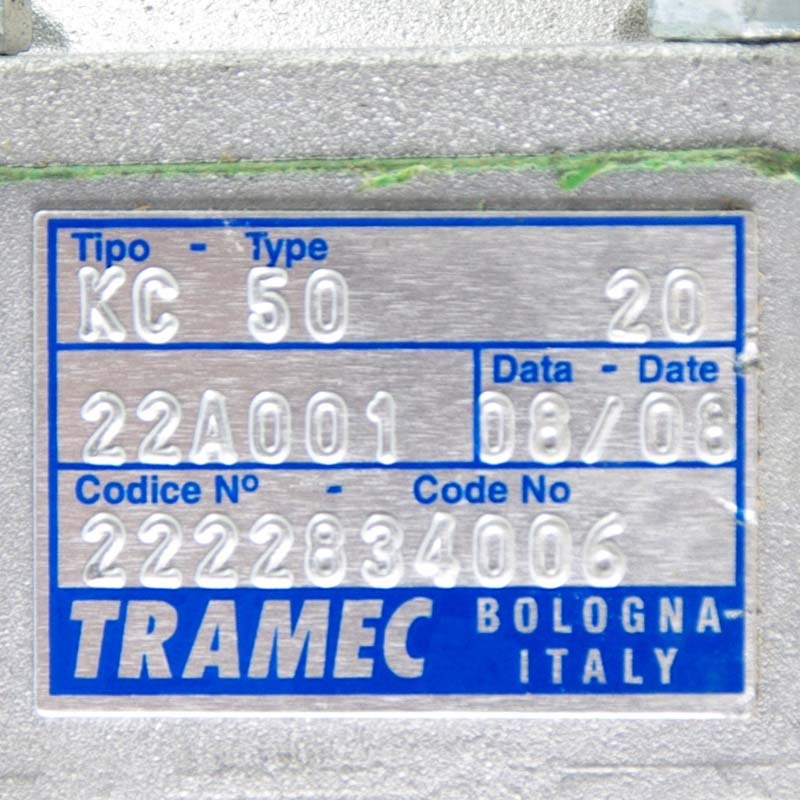 Tipo - Type
KC 50 20
Data - Date
22A001 08/06
Codice Nº - Code No
2222834006
TRAMEC BOLOGNA-
ITALY